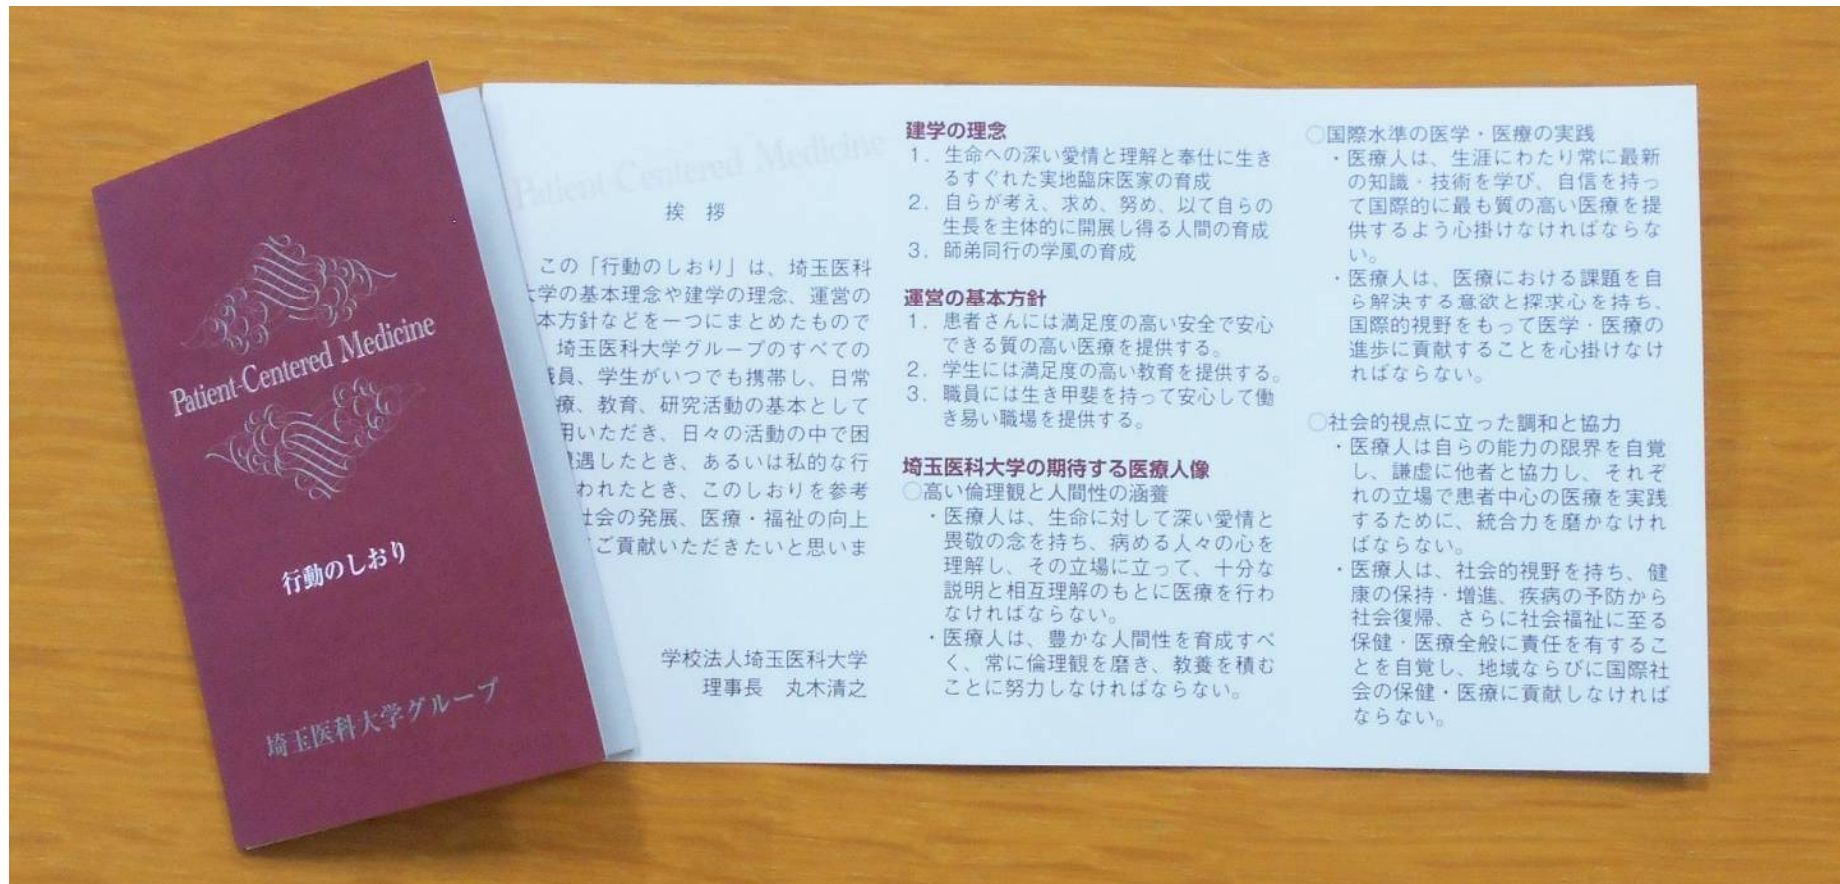 Patient-Centered Medicine
行動のしおり
埼玉医科大学グループ
Patient-Centered Medicine
挨 拶
この「行動のしおり」は、埼玉医科
学の基本理念や建学の理念、運営の
本方針などを一つにまとめたもので
埼玉医科大学グループのすべての
員、学生がいつでも携帯し、日常
療、教育、研究活動の基本として
用いただき、日々の活動の中で困
遇したとき、あるいは私的な行
われたとき、このしおりを参考
社会の発展、医療・福祉の向上
ご貢献いただきたいと思いま
学校法人埼玉医科大学
理事長 丸木清之
建学の理念
1. 生命への深い愛情と理解と奉仕に生き
るすぐれた実地臨床医家の育成
2. 自らが考え、求め、努め、以て自らの
生長を主体的に開展し得る人間の育成
3. 師弟同行の学風の育成
運営の基本方針
1. 患者さんには満足度の高い安全で安心
できる質の高い医療を提供する。
2. 学生には満足度の高い教育を提供する。
3. 職員には生き甲斐を持って安心して働
き易い職場を提供する。
埼玉医科大学の期待する医療人像
○高い倫理観と人間性の涵養
・医療人は、生命に対して深い愛情と
畏敬の念を持ち、病める人々の心を
理解し、その立場に立って、十分な
説明と相互理解のもとに医療を行わ
なければならない。
・医療人は、豊かな人間性を育成すべ
く、常に倫理観を磨き、教養を積む
ことに努力しなければならない。
○国際水準の医学・医療の実践
・医療人は、生涯にわたり常に最新
の知識・技術を学び、自信を持っ
て国際的に最も質の高い医療を提
供するよう心掛けなければならな
い。
・医療人は、医療における課題を自
ら解決する意欲と探求心を持ち、
国際的視野をもって医学・医療の
進歩に貢献することを心掛けなけ
ればならない。
○社会的視点に立った調和と協力
・医療人は自らの能力の限界を自覚
し、謙虚に他者と協力し、それぞ
れの立場で患者中心の医療を実践
するために、統合力を磨かなけれ
ばならない。
・医療人は、社会的視野を持ち、健
康の保持・増進、疾病の予防から
社会復帰、さらに社会福祉に至る
保健・医療全般に責任を有するこ
とを自覚し、地域ならびに国際社
会の保健・医療に貢献しなければ
ならない。